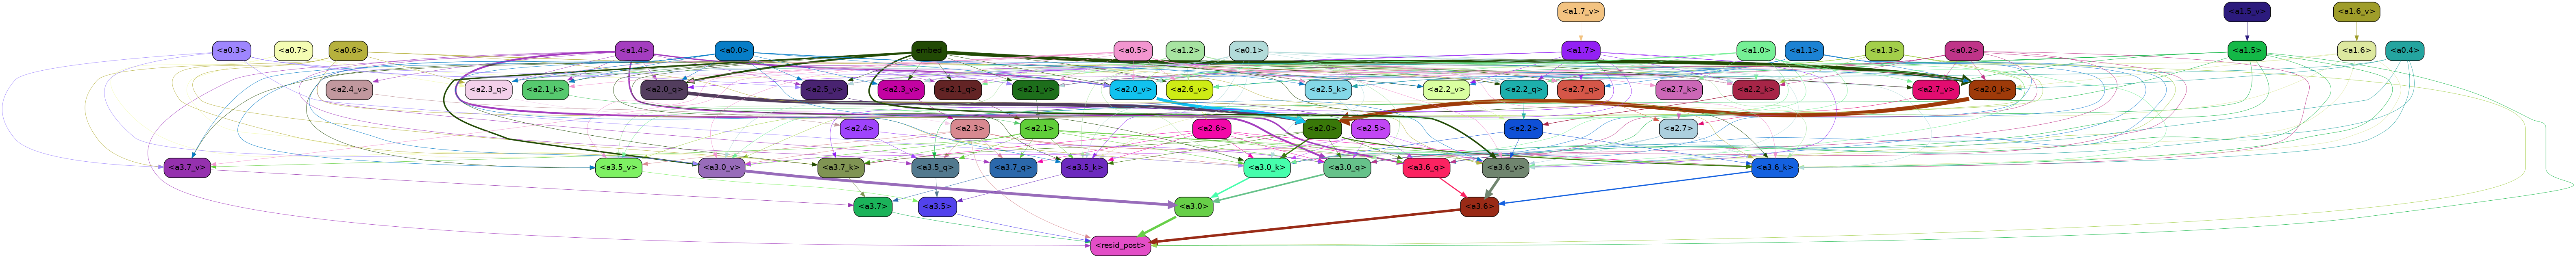 <a1.7_v> <a1.5_v> <a1.6_v>
<a0.3> <a0.7> <a0.6> <a1.4> <a0.0> embed <a0.5> <a1.2> <a0.1> <a1.7> <a1.0> <a1.1> <a1.3> <a0.2> <a1.5> <a1.6> <a0.4>
<a2.4_v> <a2.3_q> <a2.1_k> <a2.0_q> <a2.5_v> <a2.3_v> <a2.1_q> <a2.1_v> <a2.0_v> <a2.6_v> <a2.5_k> <a2.2_v> <a2.2_q> <a2.7_q> <a2.7_k> <a2.2_k> <a2.7_v> <a2.0_k>
<a2.4> <a2.3> <a2.1> <a2.6> <a2.0> <a2.5> <a2.2> <a2.7>
<a3.7_v> <a3.5_v> <a3.0_v> <a3.7_k> <a3.5_q> <a3.7_q> <a3.5_k> <a3.0_k> <a3.0_q> <a3.6_q> <a3.6_v> <a3.6_k>
<a3.7> <a3.5> <a3.0> <a3.6>
<resid_post>